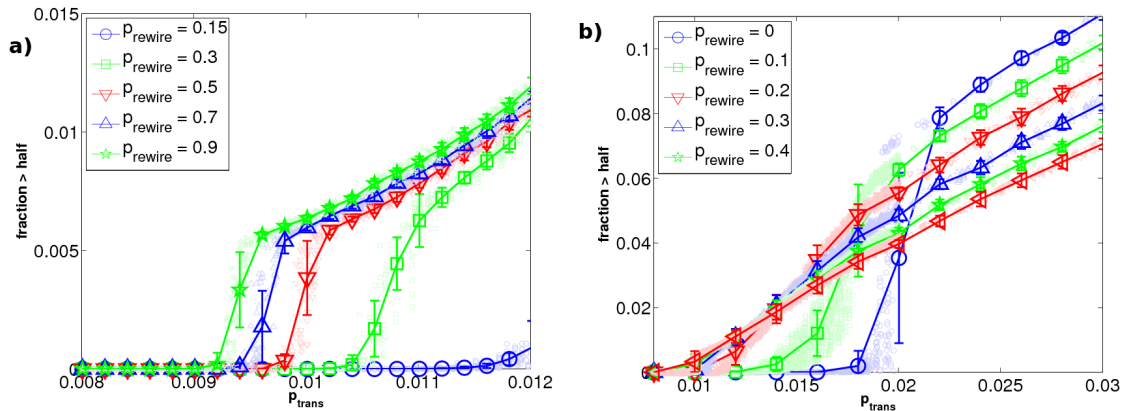 a)
0.015
0.01
0.005
0
fraction > half
p_rewire = 0.15
p_rewire = 0.3
p_rewire = 0.5
p_rewire = 0.7
p_rewire = 0.9
0.08 0.09 0.01 0.011 0.012
p_trans
b)
0.1
0.08
0.06
0.04
0.02
0
fraction > half
p_rewire = 0
p_rewire = 0.1
p_rewire = 0.2
p_rewire = 0.3
p_rewire = 0.4
0.01 0.015 0.02 0.025 0.03
p_trans